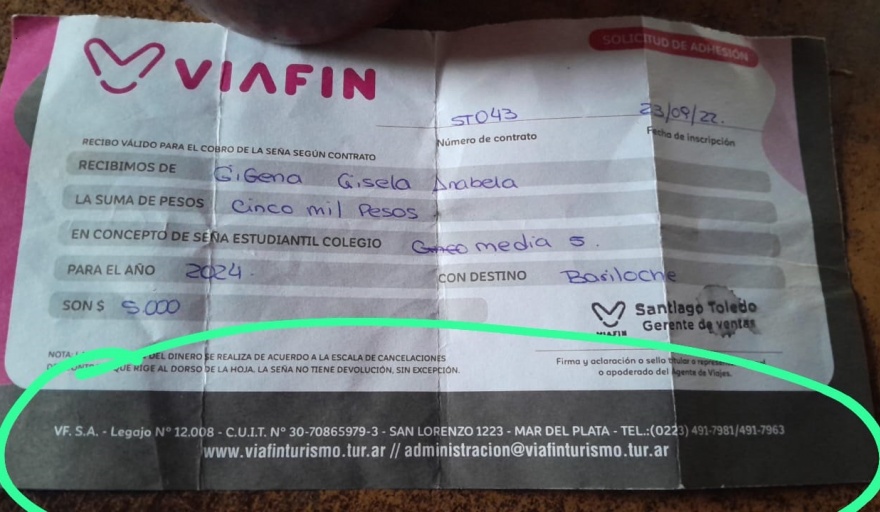 VIAFIN
SOLICITUD DE ADHESIÓN
ST043
23/09/22.
Número de contrato
Fecha de inscripción
RECIBO VÁLIDO PARA EL COBRO DE LA SEÑA SEGÚN CONTRATO
RECIBIMOS DE GiGena Gisela Anabela
LA SUMA DE PESOS Cinco mil Pesos
EN CONCEPTO DE SEÑA ESTUDIANTIL COLEGIO media 5.
PARA EL AÑO 2024. CON DESTINO Bariloche
SON $ 5.000
VIAFIN
Santiago Toledo
Gerente de ventas
NOTA: DEL DINERO SE REALIZA DE ACUERDO A LA ESCALA DE CANCELACIONES
QUE RIGE AL DORSO DE LA HOJA. LA SEÑA NO TIENE DEVOLUCIÓN, SIN EXCEPCIÓN.
Firma y aclaración o sello titular o
o apoderado del Agente de Viajes.
VF. S.A. - Legajo N° 12.008 - C.U.I.T. N° 30-70865979-3 - SAN LORENZO 1223 - MAR DEL PLATA - TEL.:(0223) 491-7981/491-7963
www.viafinturismo.tur.ar // administracion@viafinturismo.tur.ar